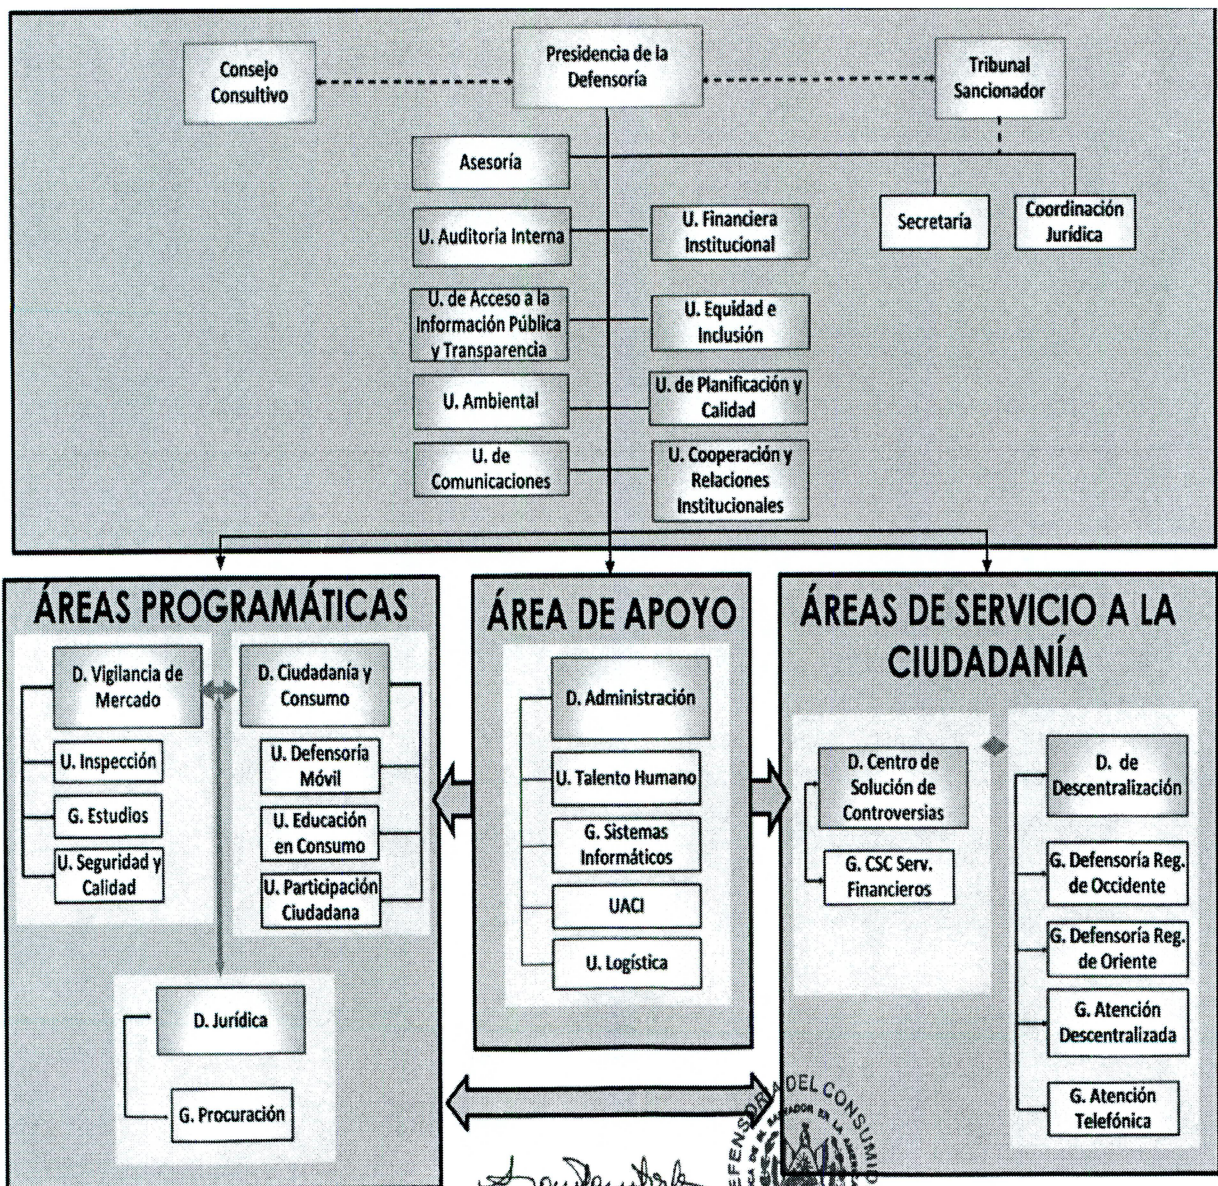 Consejo
Consultivo
Presidencia de la
Defensoría
Tribunal
Sancionador
Asesoría
Secretaría
Coordinación
Jurídica
U. Auditoría Interna
U. Financiera
Institucional
U. de Acceso a la
Información Pública
y Transparencia
U. Equidad e
Inclusión
U. Ambiental
U. de Planificación y
Calidad
U. de
Comunicaciones
U. Cooperación y
Relaciones
Institucionales
ÁREAS PROGRAMÁTICAS
D. Vigilancia de
Mercado
U. Inspección
G. Estudios
U. Seguridad y
Calidad
D. Ciudadanía y
Consumo
U. Defensoría
Móvil
U. Educación
en Consumo
U. Participación
Ciudadana
D. Jurídica
G. Procuración
ÁREA DE APOYO
D. Administración
U. Talento Humano
G. Sistemas
Informáticos
UACI
U. Logística
ÁREAS DE SERVICIO A LA
CIUDADANÍA
D. Centro de
Solución de
Controversias
G. CSC Serv.
Financieros
D. de
Descentralización
G. Defensoría Reg.
de Occidente
G. Defensoría Reg.
de Oriente
G. Atención
Descentralizada
G. Atención
Telefónica
DEL